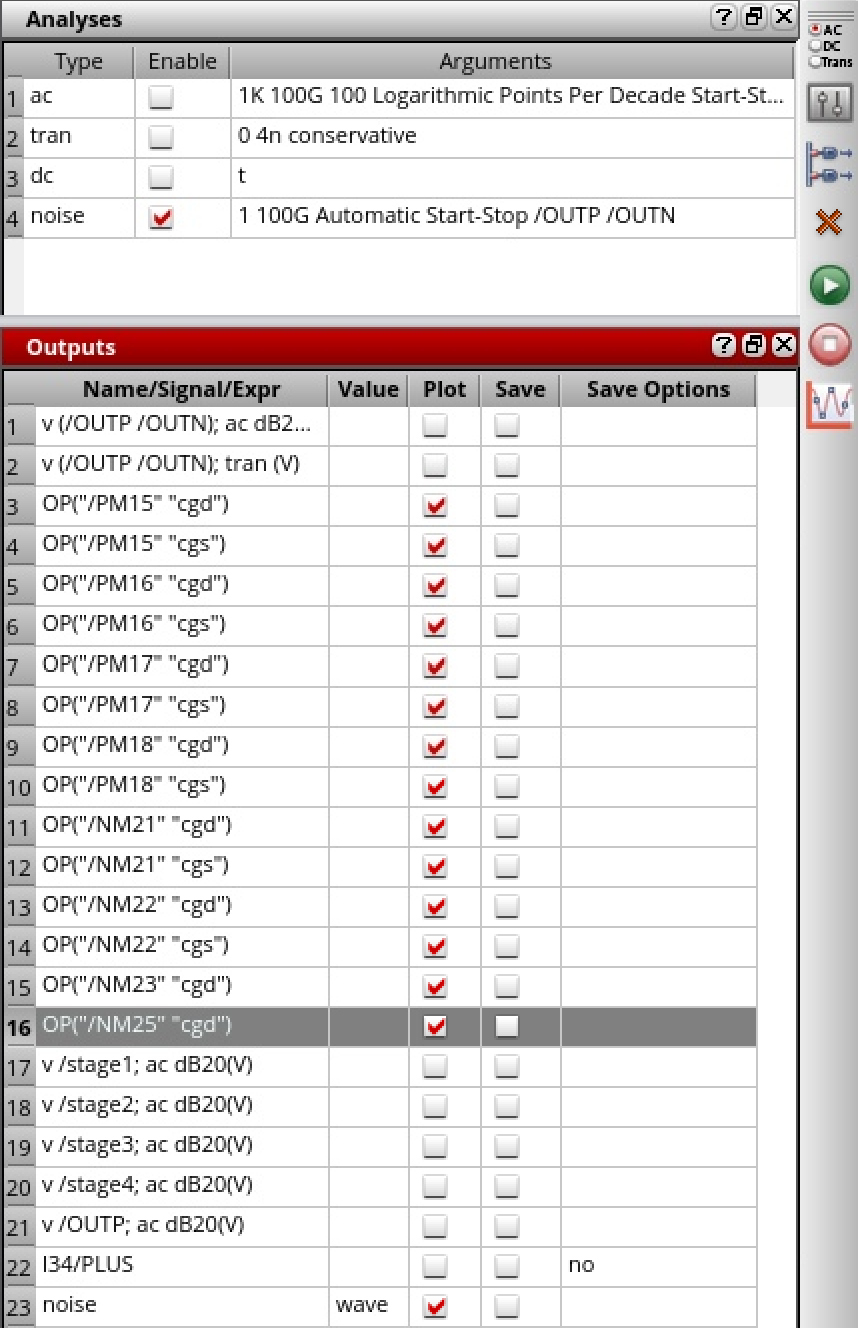 Analyses
AC
DC
Trans
Type Enable Arguments
1 ac 1K 100G 100 Logarithmic Points Per Decade Start-St...
2 tran 0 4n conservative
3 dc t
4 noise 1 100G Automatic Start-Stop /OUTP /OUTN
Outputs
Name/Signal/Expr Value Plot Save Save Options
1 v (/OUTP /OUTN); ac dB2...
2 v (/OUTP /OUTN); tran (V)
3 OP("/PM15" "cgd")
4 OP("/PM15" "cgs")
5 OP("/PM16" "cgd")
6 OP("/PM16" "cgs")
7 OP("/PM17" "cgd")
8 OP("/PM17" "cgs")
9 OP("/PM18" "cgd")
10 OP("/PM18" "cgs")
11 OP("/NM21" "cgd")
12 OP("/NM21" "cgs")
13 OP("/NM22" "cgd")
14 OP("/NM22" "cgs")
15 OP("/NM23" "cgd")
16 OP("/NM25" "cgd")
17 v /stage1; ac dB20(V)
18 v /stage2; ac dB20(V)
19 v /stage3; ac dB20(V)
20 v /stage4; ac dB20(V)
21 v /OUTP; ac dB20(V)
22 I34/PLUS no
23 noise wave